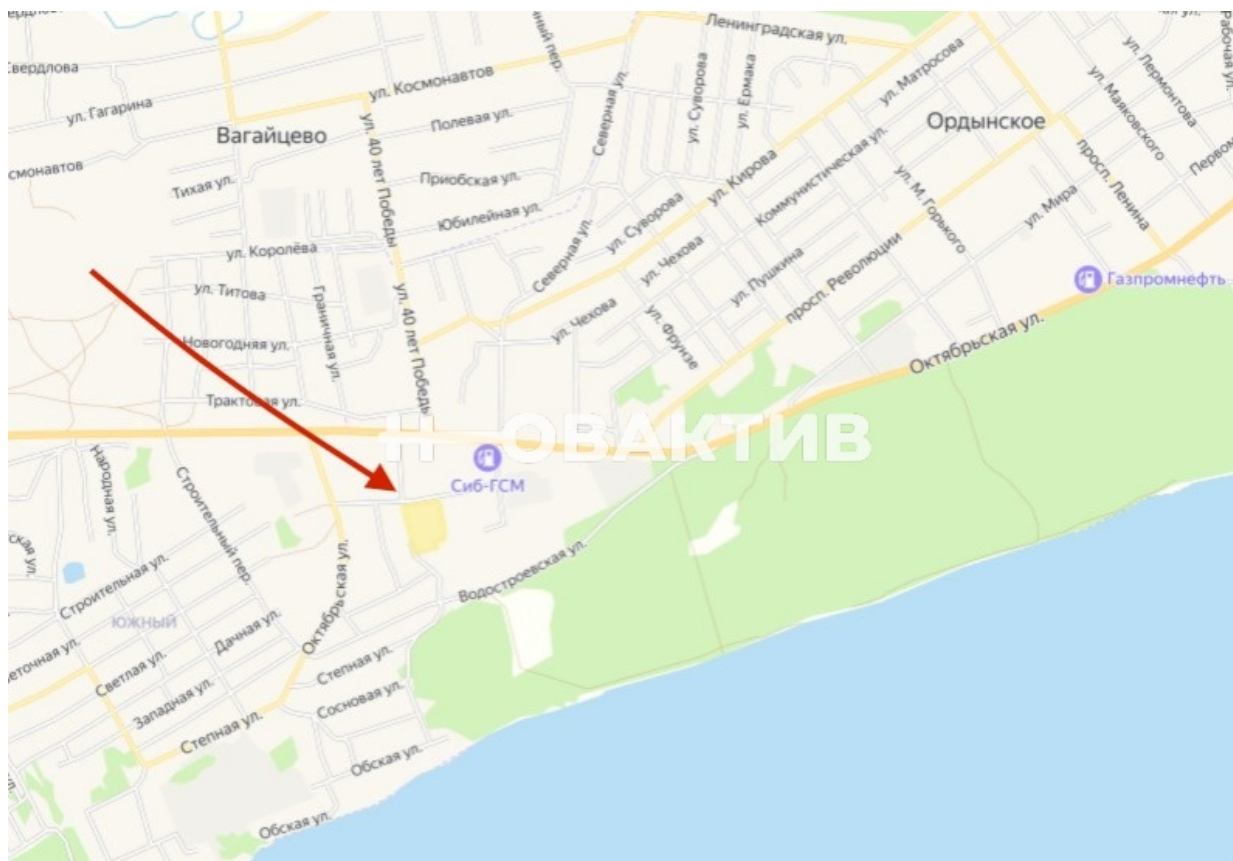 Ленинградская ул.
Рабочая ул.
ул. Матросова
ул. Лермонтова
ул. Маяковского
Ордынское
ул. Космонавтов
ул. Гагарина
Полевая ул.
Северная ул.
ул. Суворова
ул. Ермака
Вагайцево
ул. 40 лет Победы
Тихая ул.
Приобская ул.
ул. Кирова
Коммунистическая ул.
ул. М. Горького
просп. Ленина
ул. Мира
Юбилейная ул.
ул. Суворова
Северная ул.
ул. Королёва
ул. Чехова
ул. Пушкина
просп. Революции
Газпромнефть
ул. Титова
Граничная ул.
ул. 40 лет Победы
ул. Чехова
ул. Фрунзе
Октябрьская ул.
Новогодняя ул.
Трактовая ул.
Н ОВАКТИВ
Сиб-ГСМ
Народная ул.
Строительный пер.
Октябрьская ул.
Водостроевская ул.
Строительная ул.
ЮЖНЫЙ
Дачная ул.
Светлая ул.
Степная ул.
Западная ул.
Сосновая ул.
Степная ул.
Обская ул.
Обская ул.